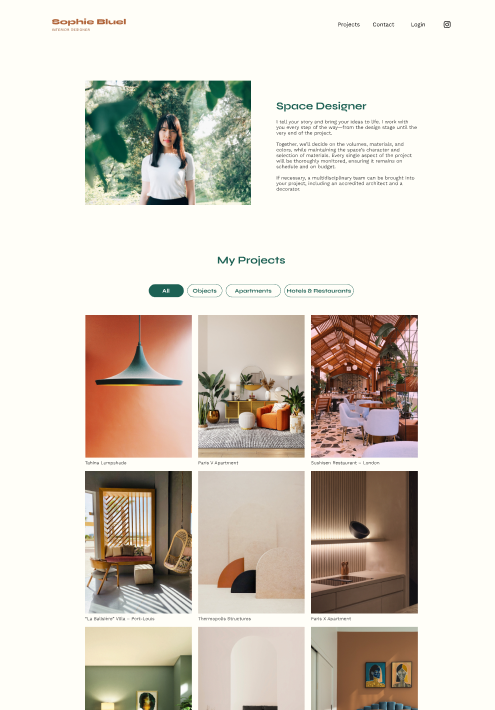 Sophie Bluel
INTERIOR DESIGNER
Projects
Contact
Login
Space Designer
I tell your story and bring your ideas to life. I work with
you every step of the way—from the design stage until the
very end of the project.
Together, we'll decide on the volumes, materials, and
colors, while maintaining the space's character and
selection of materials. Every single aspect of the project
will be thoroughly monitored, ensuring it remains on
schedule and on budget.
If necessary, a multidisciplinary team can be brought into
your project, including an accredited architect and a
decorator.
My Projects
All
Objects
Apartments
Hotels & Restaurants
Tahina Lampshade
Paris V Apartment
Sushisen Restaurant – London
"La Balisière" Villa – Port Louis
Thermopolis Structures
Paris X Apartment